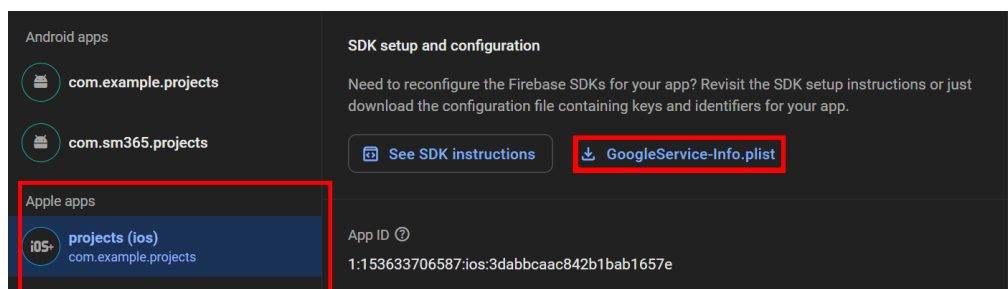 Android apps
com.example.projects
com.sm365.projects
Apple apps
iOS+
projects (ios)
com.example.projects
SDK setup and configuration
Need to reconfigure the Firebase SDKs for your app? Revisit the SDK setup instructions or just
download the configuration file containing keys and identifiers for your app.
See SDK instructions
GoogleService-Info.plist
App ID
1:153633706587:ios:3dabbcaac842b1bab1657e